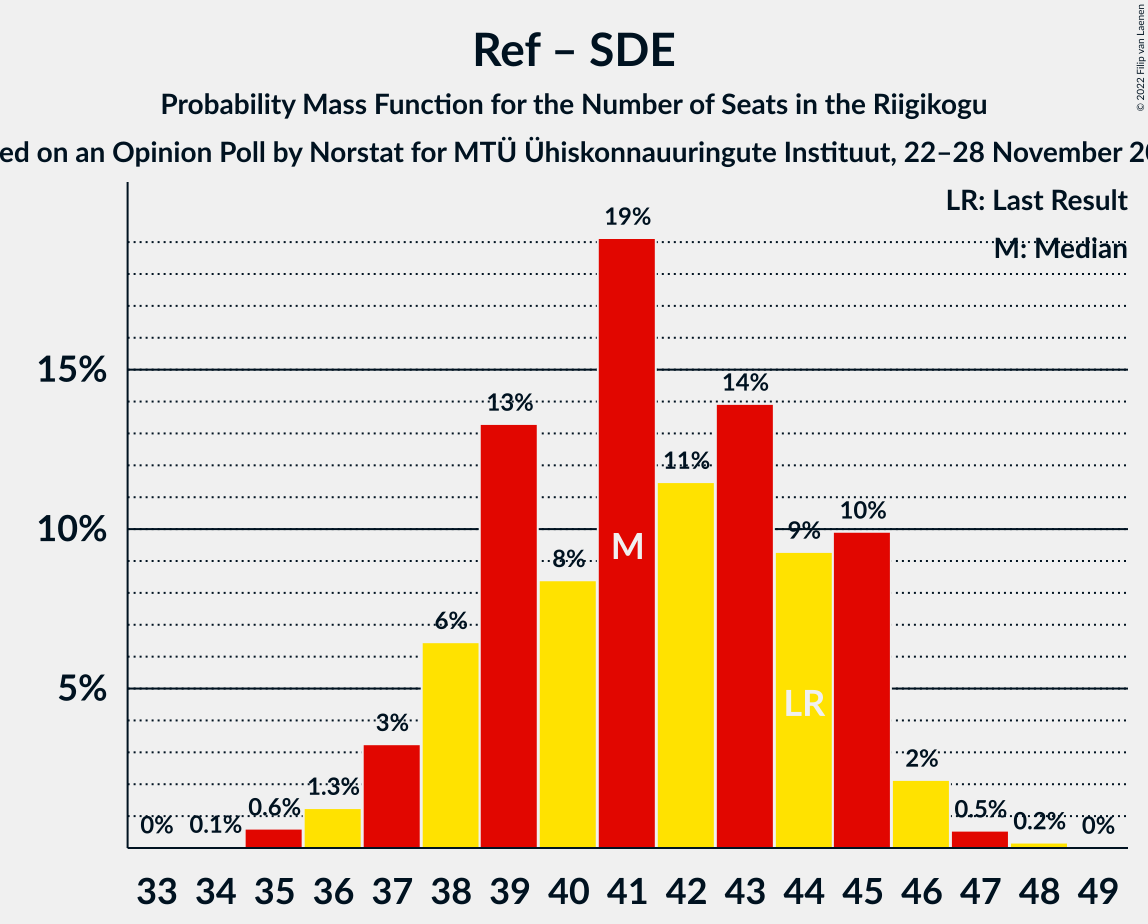 Ref – SDE
Probability Mass Function for the Number of Seats in the Riigikogu
ed on an Opinion Poll by Norstat for MTÜ Ühiskonnauuringute Instituut, 22–28 November 20
© 2022 Filip van Laenen
LR: Last Result
M: Median
15%
10%
5%
0% 0.1% 0.6% 1.3% 3% 6% 13% 8% 19% 11% 14% 9% 10% 2% 0.5% 0.2% 0%
M
LR
33 34 35 36 37 38 39 40 41 42 43 44 45 46 47 48 49